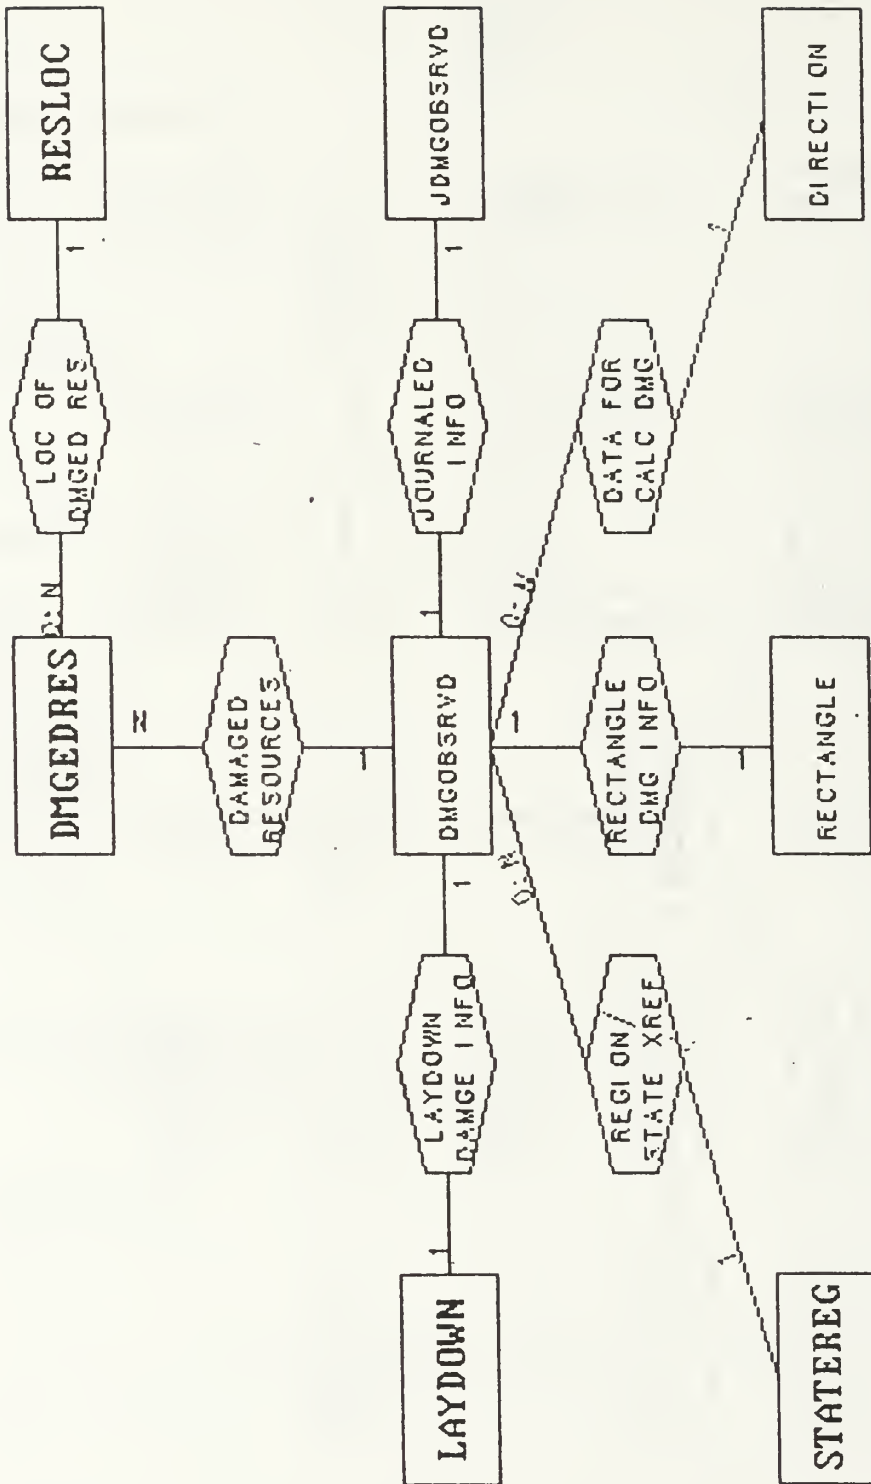 DMGEDRES
0:N
LOC OF
DMGED RES
1
RESLOC
N
DAMAGED
RESOURCES
1
LAYDOWN
1
LAYDOWN
DAMGE INFO
1
DMGOBSRVD
1
JOURNALED
INFO
1
JDMGOBSRVD
0:N
1
0:N
REGION/
STATE XREF
RECTANGLE
DMG INFO
DATA FOR
CALC DMG
1
1
1
STATEREG
RECTANGLE
DIRECTION